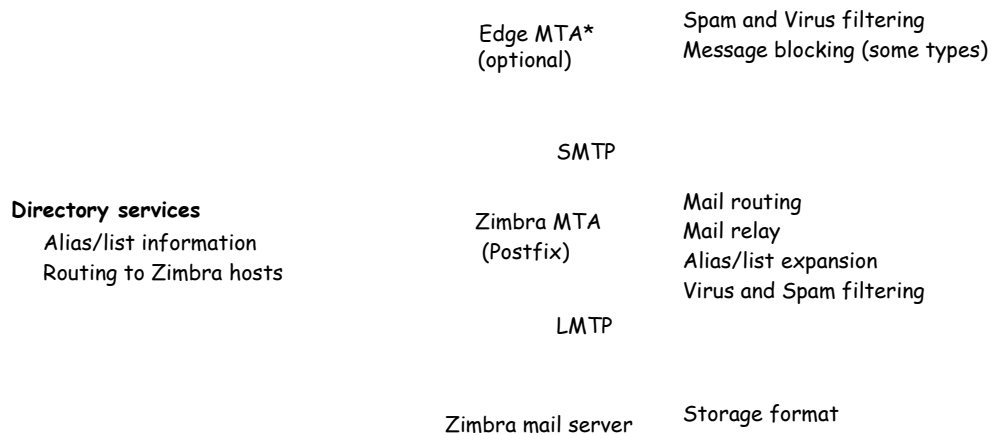 Edge MTA*
(optional)
Spam and Virus filtering
Message blocking (some types)
SMTP
Directory services
Alias/list information
Routing to Zimbra hosts
Zimbra MTA
(Postfix)
Mail routing
Mail relay
Alias/list expansion
Virus and Spam filtering
LMTP
Zimbra mail server
Storage format